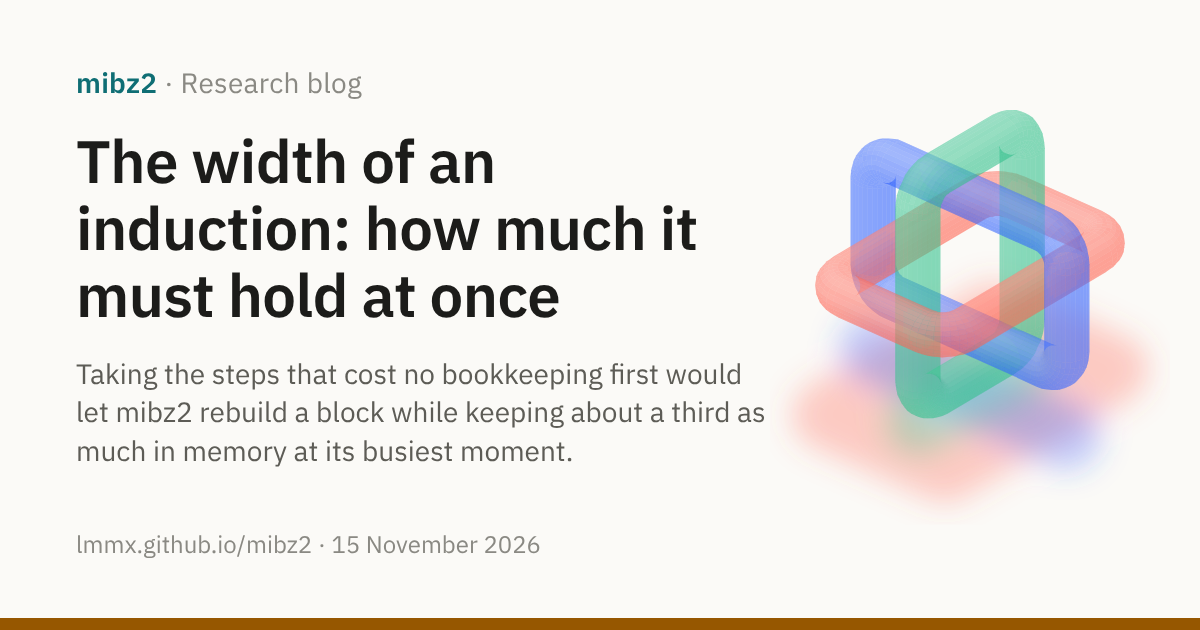 mibz2 · Research blog
The width of an
induction: how much it
must hold at once
Taking the steps that cost no bookkeeping first would
let mibz2 rebuild a block while keeping about a third as
much in memory at its busiest moment.
lmmx.github.io/mibz2 · 15 November 2026